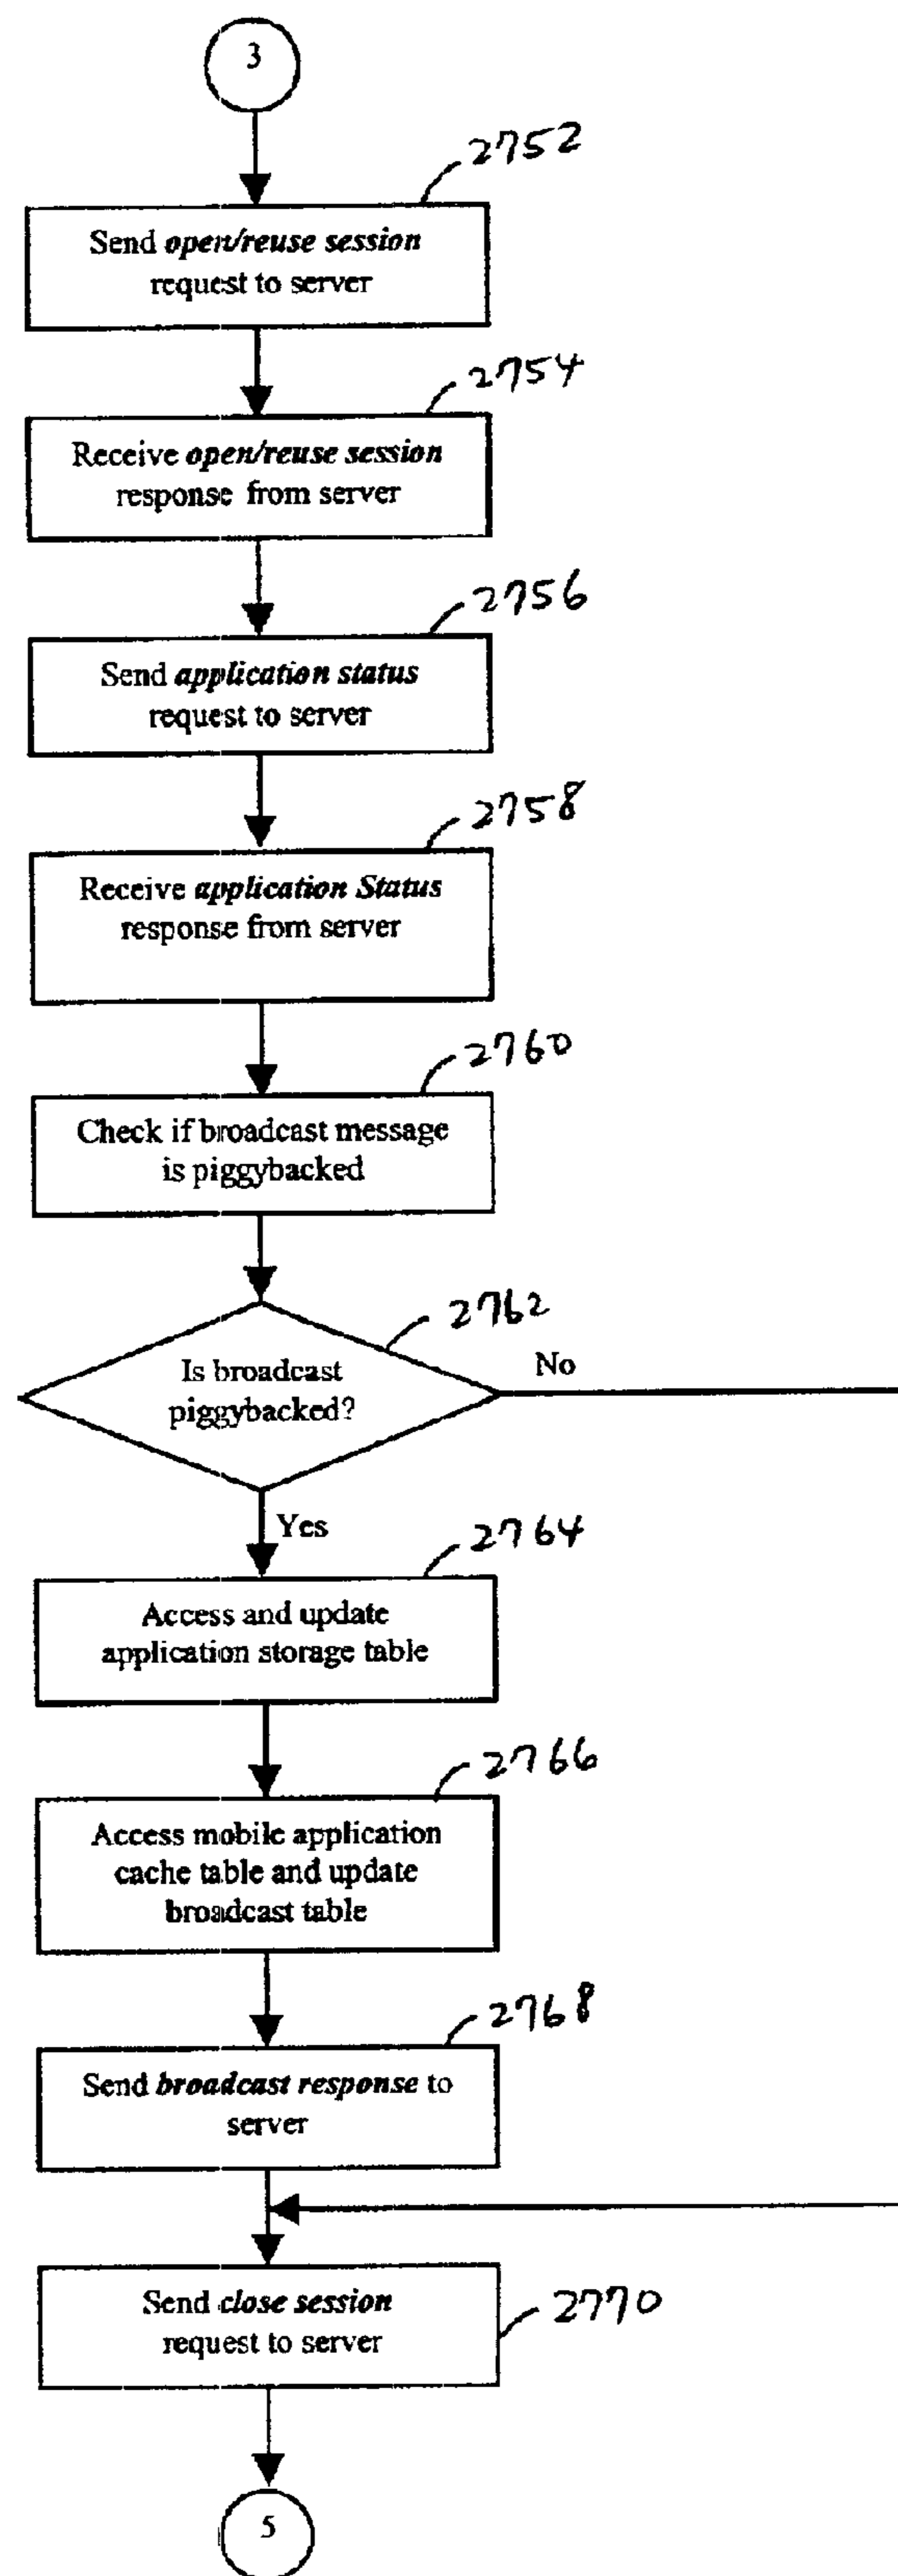 3
2752
Send open/reuse session
request to server
2754
Receive open/reuse session
response from server
2756
Send application status
request to server
2758
Receive application Status
response from server
2760
Check if broadcast message
is piggybacked
2762
Is broadcast
piggybacked?
No
Yes
2764
Access and update
application storage table
2766
Access mobile application
cache table and update
broadcast table
2768
Send broadcast response to
server
Send close session
request to server
2770
5